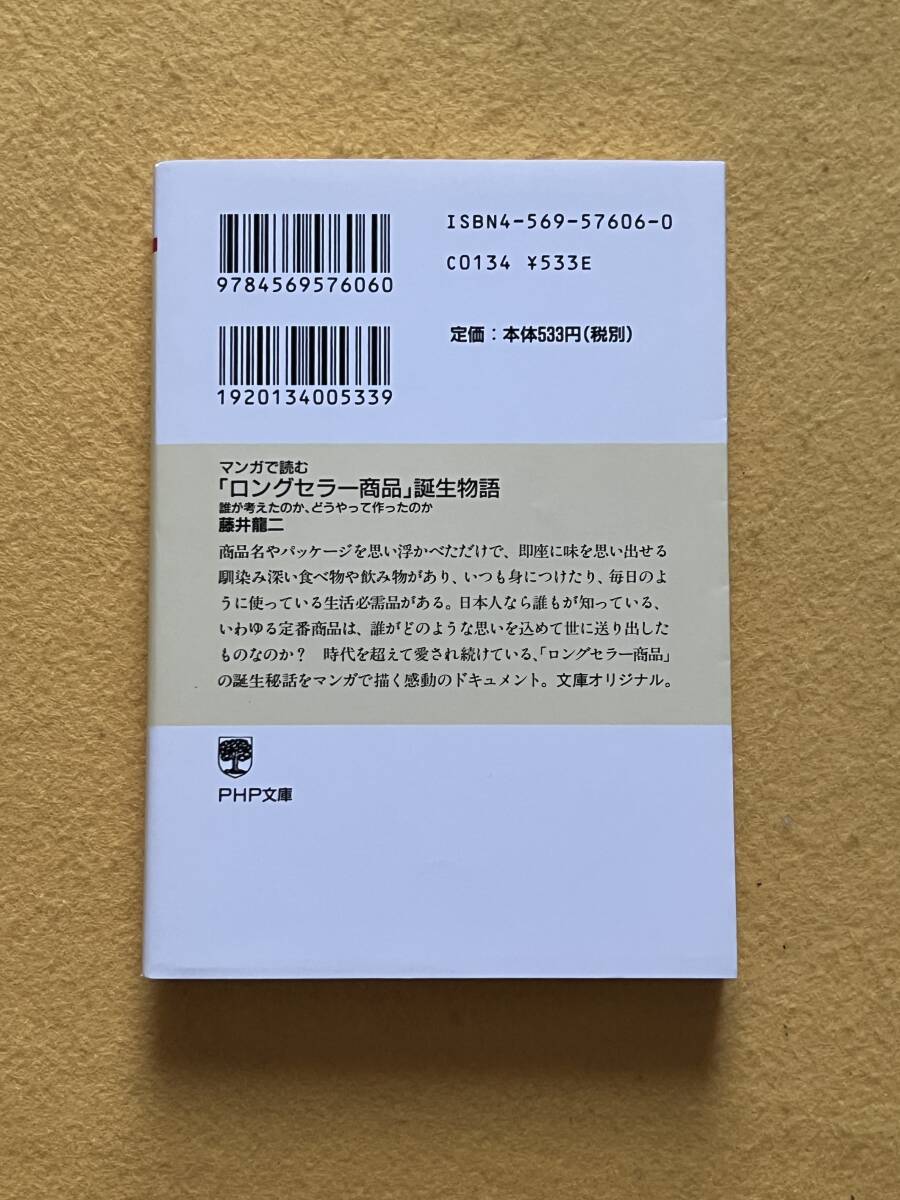 ISBN4-569-57606-0
C0134 ¥533E
9784569576060
定価：本体533円(税別)
1920134005339
マンガで読む
「ロングセラー商品」誕生物語
誰が考えたのか、どうやって作ったのか
藤井龍二
商品名やパッケージを思い浮かべただけで、即座に味を思い出せる
馴染み深い食べ物や飲み物があり、いつも身につけたり、毎日のよ
うに使っている生活必需品がある。日本人なら誰もが知っている、
いわゆる定番商品は、誰がどのような思いを込めて世に送り出した
ものなのか？　時代を超えて愛され続けている、「ロングセラー商品」
の誕生秘話をマンガで描く感動のドキュメント。文庫オリジナル。
PHP文庫